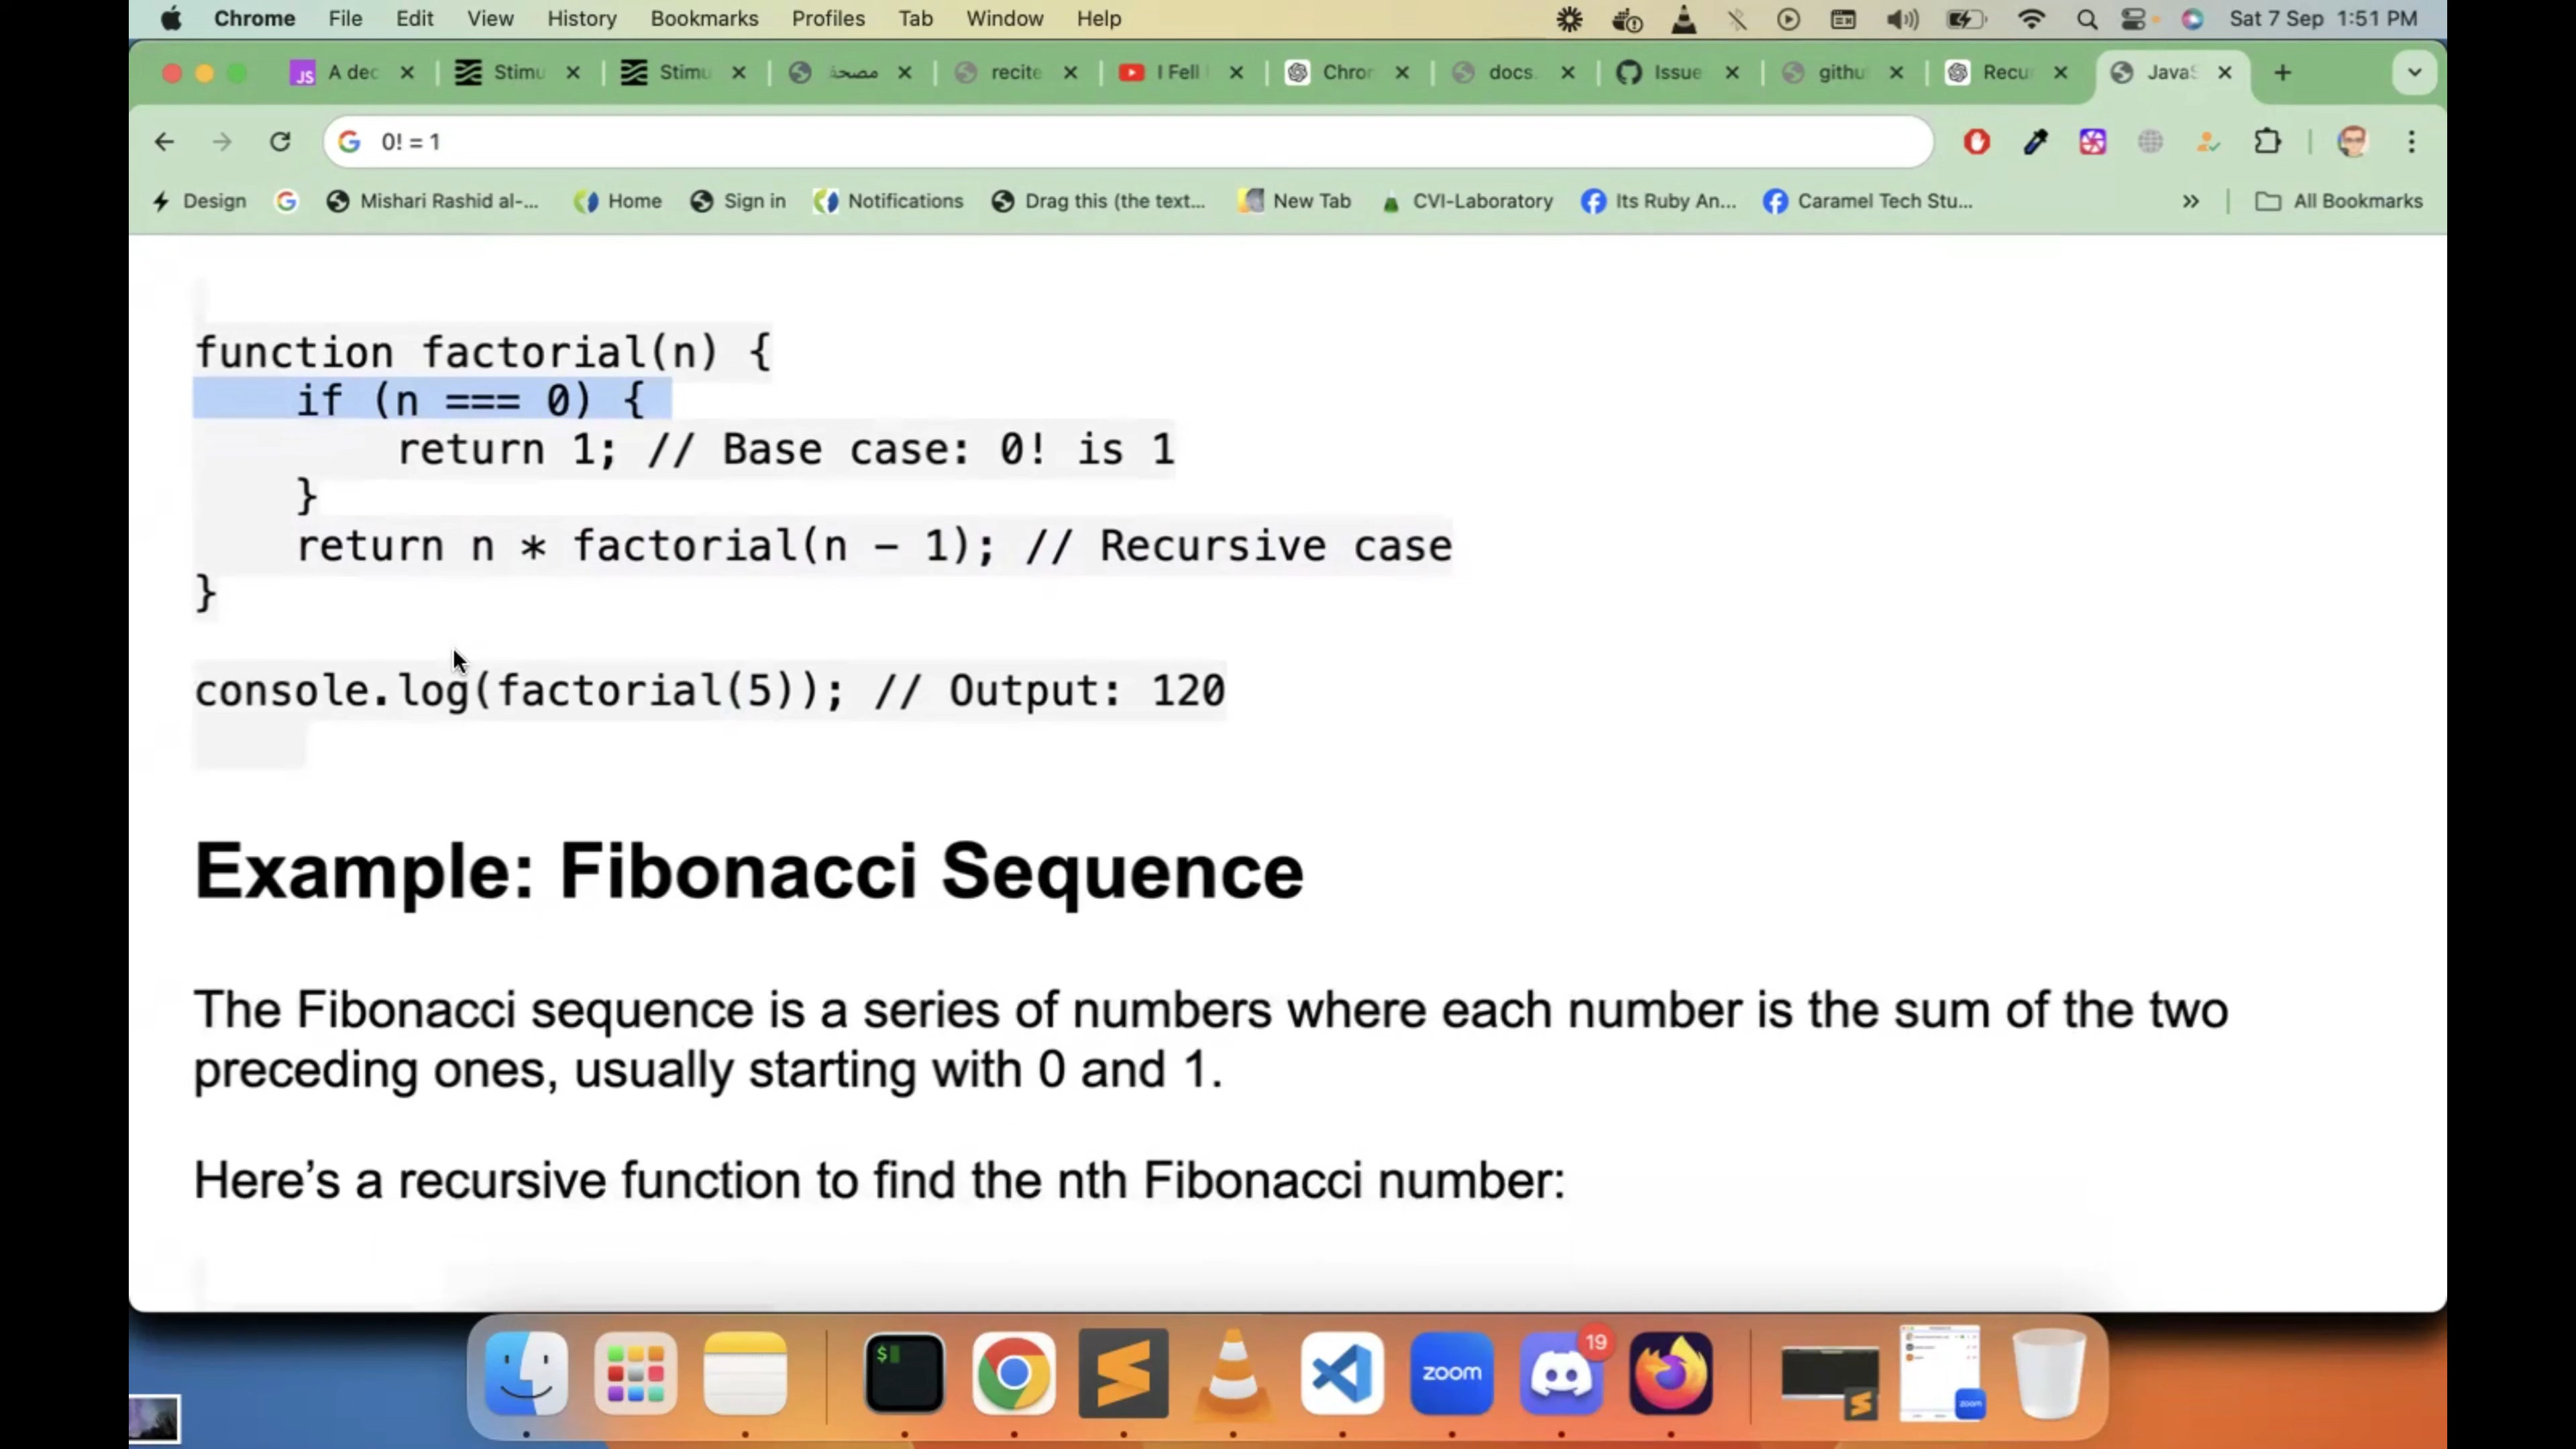 Chrome File Edit View History Bookmarks Profiles Tab Window Help Sat 7 Sep 1:51 PM
A dec Stimu Stimu مصحف recite I Fell Chron docs. Issue githu Recu JavaS
0! = 1
Design Mishari Rashid al-... Home Sign in Notifications Drag this (the text... New Tab CVI-Laboratory Its Ruby An... Caramel Tech Stu... » All Bookmarks
function factorial(n) {
if (n === 0) {
return 1; // Base case: 0! is 1
}
return n * factorial(n - 1); // Recursive case
}
console.log(factorial(5)); // Output: 120
Example: Fibonacci Sequence
The Fibonacci sequence is a series of numbers where each number is the sum of the two
preceding ones, usually starting with 0 and 1.
Here’s a recursive function to find the nth Fibonacci number:
$ zoom 19 zoom